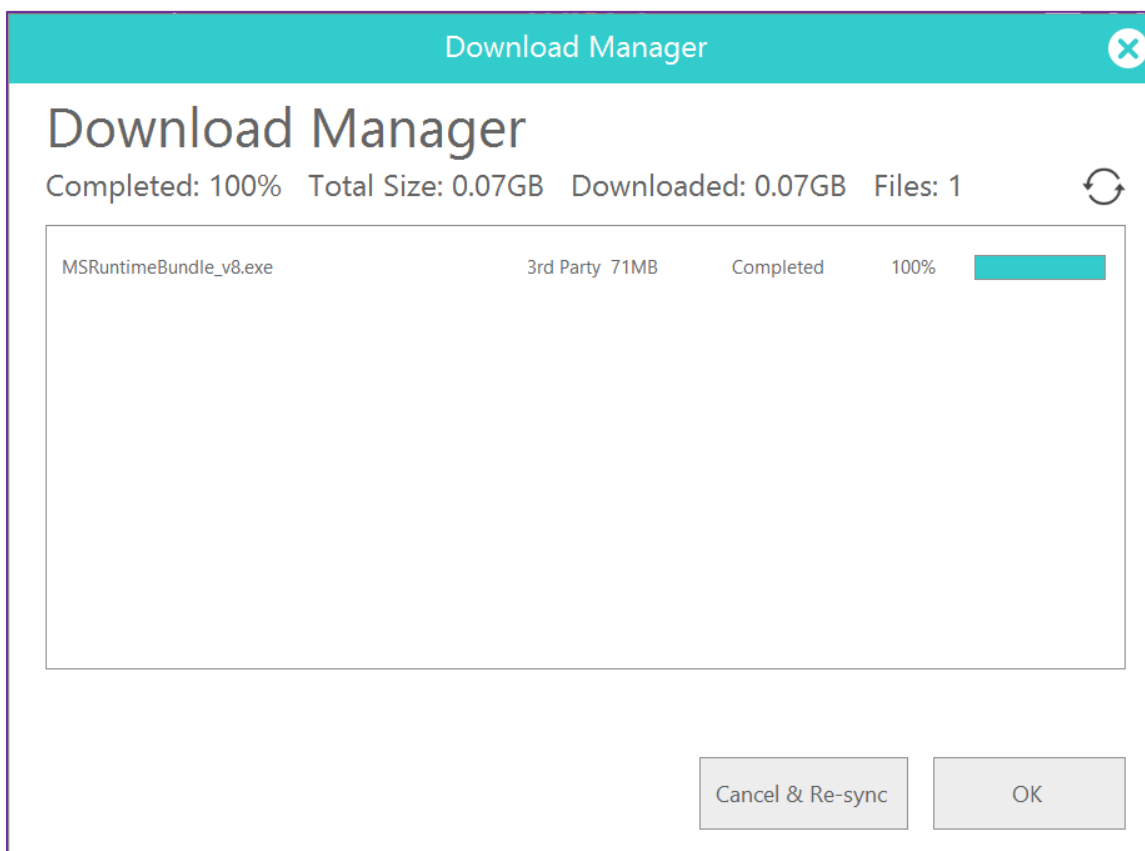 Download Manager
Download Manager
Completed: 100% Total Size: 0.07GB Downloaded: 0.07GB Files: 1
MSRuntimeBundle_v8.exe 3rd Party 71MB Completed 100%
Cancel & Re-sync OK